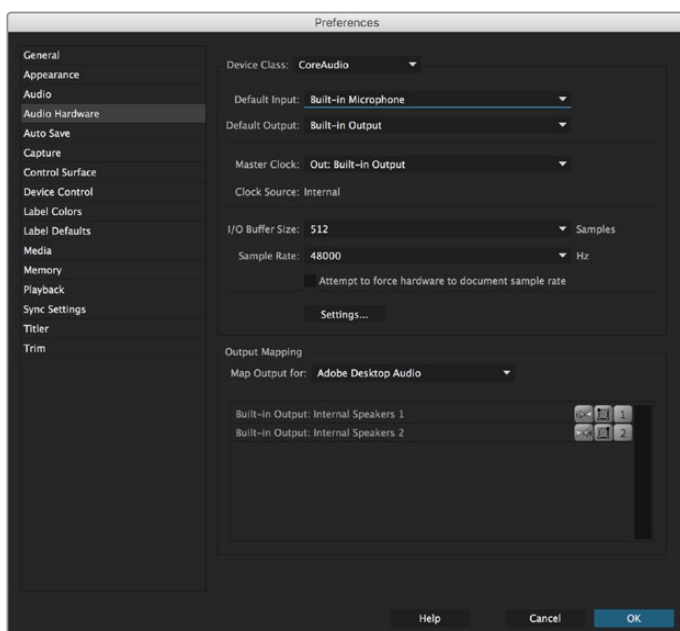 Preferences
General
Appearance
Audio
Audio Hardware
Auto Save
Capture
Control Surface
Device Control
Label Colors
Label Defaults
Media
Memory
Playback
Sync Settings
Titler
Trim
Device Class: CoreAudio
Default Input: Built-in Microphone
Default Output: Built-in Output
Master Clock: Out: Built-in Output
Clock Source: Internal
I/O Buffer Size: 512 Samples
Sample Rate: 48000 Hz
Attempt to force hardware to document sample rate
Settings...
Output Mapping
Map Output for: Adobe Desktop Audio
Built-in Output: Internal Speakers 1 1
Built-in Output: Internal Speakers 2 2
Help Cancel OK